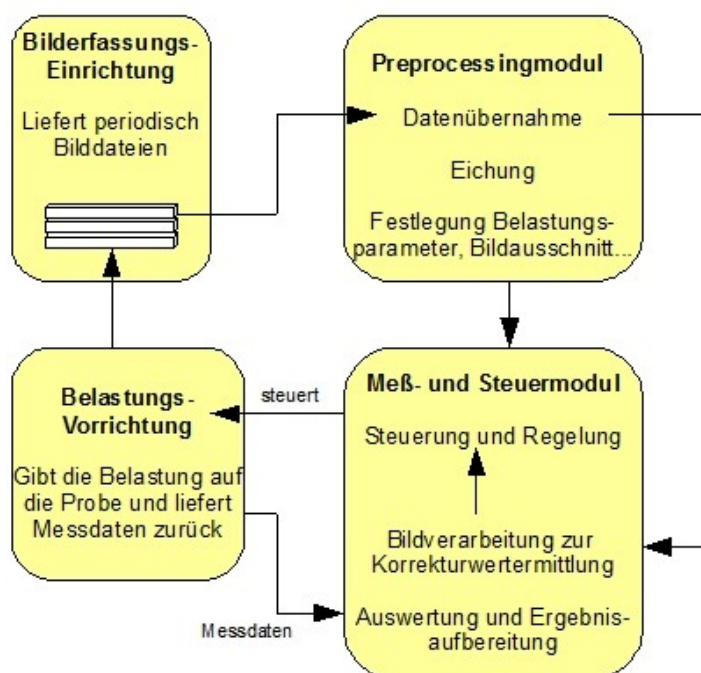 Bilderfassungs-
Einrichtung
Liefert periodisch
Bilddateien
Preprocessingmodul
Datenübernahme
Eichung
Festlegung Belastungs-
parameter, Bildausschnitt...
Belastungs-
Vorrichtung
Gibt die Belastung auf
die Probe und liefert
Messdaten zurück
steuert
Messdaten
Meß- und Steuermodul
Steuerung und Regelung
Bildverarbeitung zur
Korrekturwertermittlung
Auswertung und Ergebnis-
aufbereitung